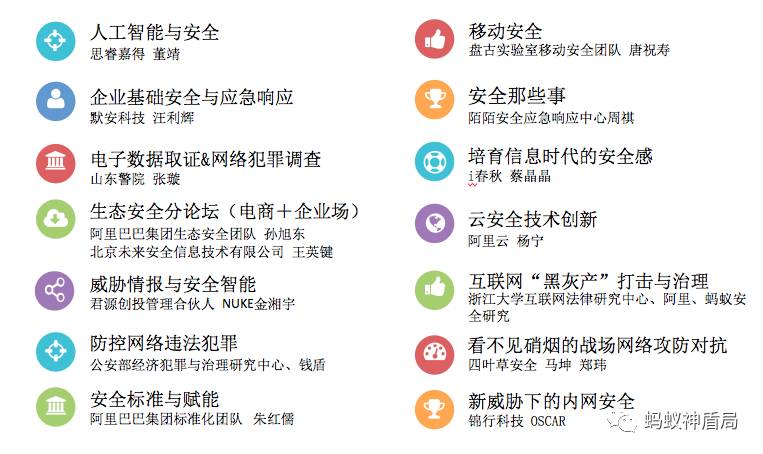 人工智能与安全
思睿嘉得 董靖
企业基础安全与应急响应
默安科技 汪利辉
电子数据取证&网络犯罪调查
山东警院 张璇
生态安全分论坛（电商＋企业场）
阿里巴巴集团生态安全团队 孙旭东
北京未来安全信息技术有限公司 王英键
威胁情报与安全智能
君源创投管理合伙人 NUKE金湘宇
防控网络违法犯罪
公安部经济犯罪与治理研究中心、钱盾
安全标准与赋能
阿里巴巴集团标准化团队 朱红儒
移动安全
盘古实验室移动安全团队 唐祝寿
安全那些事
陌陌安全应急响应中心周祺
培育信息时代的安全感
i春秋 蔡晶晶
云安全技术创新
阿里云 杨宁
互联网“黑灰产”打击与治理
浙江大学互联网法律研究中心、阿里、蚂蚁安
全研究
看不见硝烟的战场网络攻防对抗
四叶草安全 马坤 郑玮
新威胁下的内网安全
锦行科技 OSCAR
蚂蚁神盾局